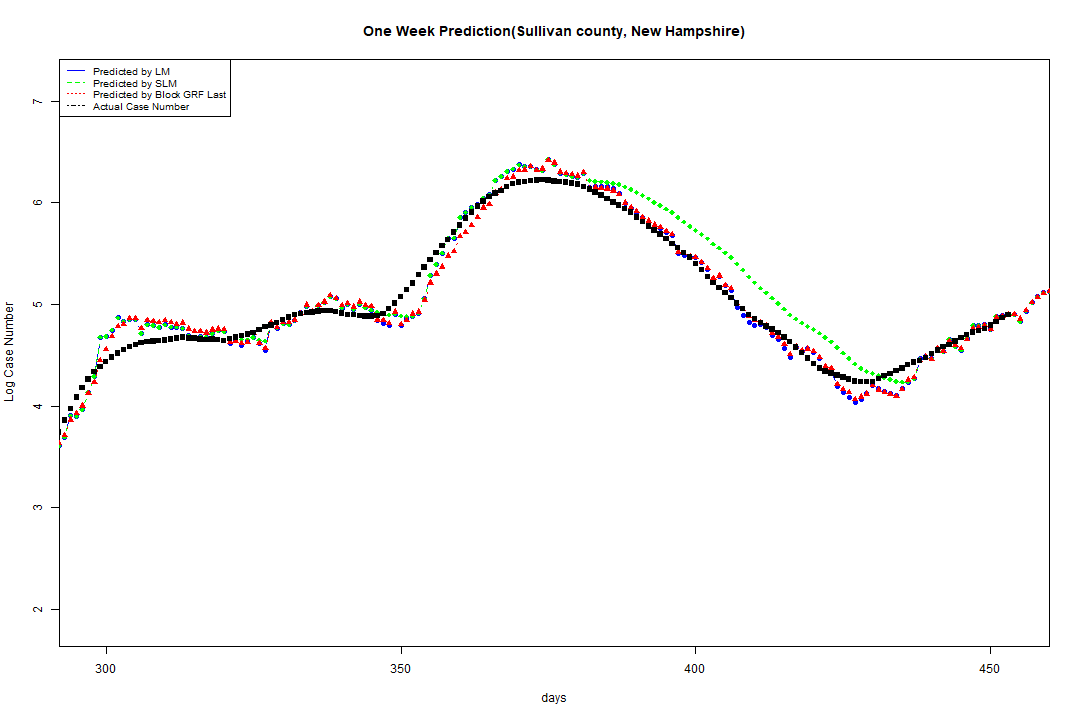 One Week Prediction(Sullivan county, New Hampshire)
Predicted by LM
Predicted by SLM
Predicted by Block GRF Last
Actual Case Number
7
6
5
4
3
2
Log Case Number
300
350
400
450
days